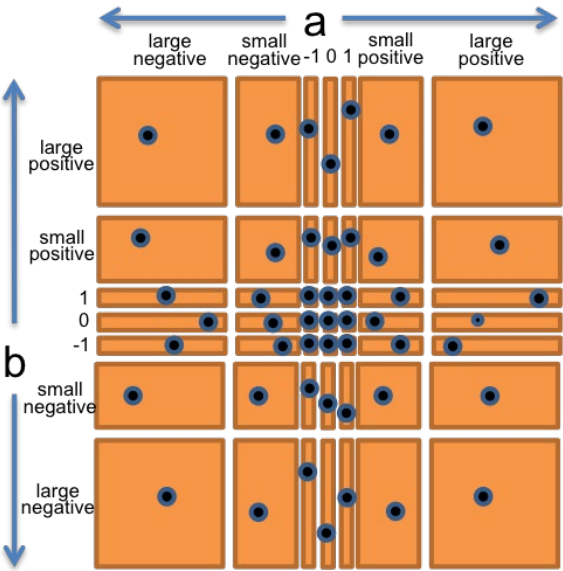 a
large
negative
small
negative
-1 0 1
small
positive
large
positive
large
positive
small
positive
1
0
-1
b
small
negative
large
negative